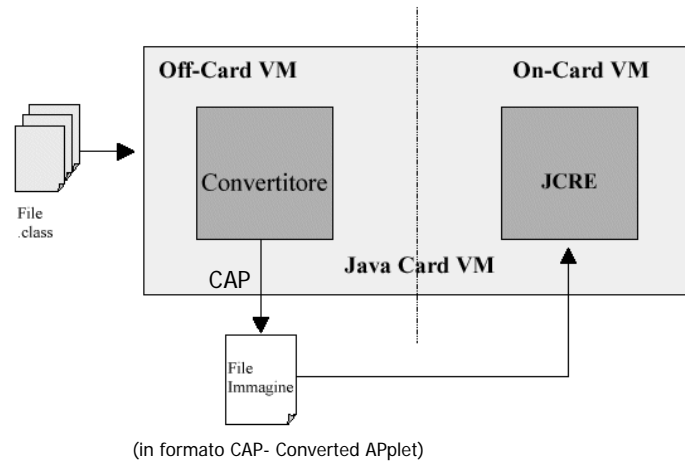 Off-Card VM
On-Card VM
Convertitore
JCRE
File
.class
Java Card VM
CAP
File
Immagine
(in formato CAP- Converted APplet)